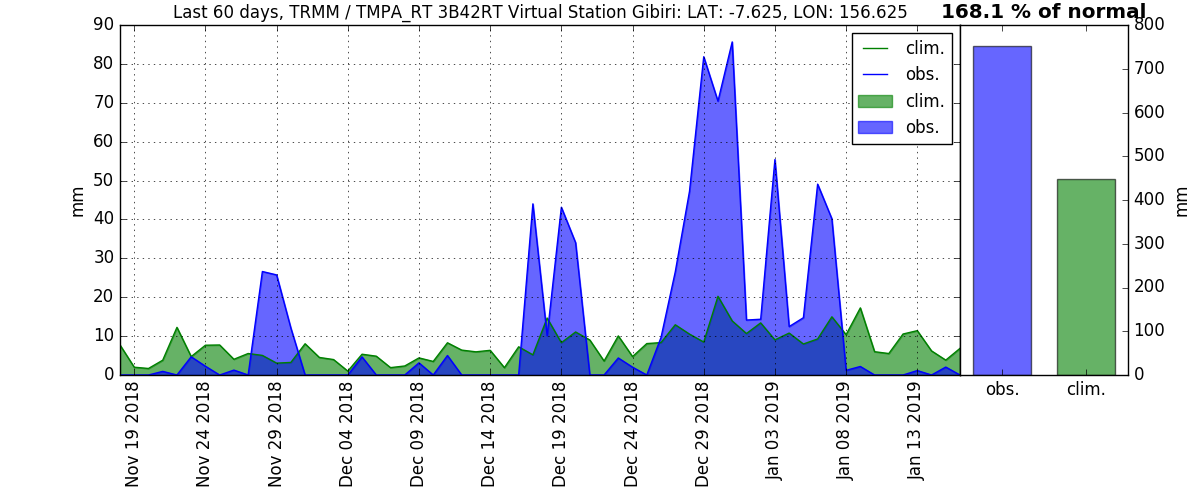 Last 60 days, TRMM / TMPA_RT 3B42RT Virtual Station Gibiri: LAT: -7.625, LON: 156.625
168.1 % of normal
90
80
70
60
50
40
30
20
10
0
mm
clim.
obs.
clim.
obs.
800
700
600
500
400
300
200
100
0
mm
obs.
clim.
Nov 19 2018
Nov 24 2018
Nov 29 2018
Dec 04 2018
Dec 09 2018
Dec 14 2018
Dec 19 2018
Dec 24 2018
Dec 29 2018
Jan 03 2019
Jan 08 2019
Jan 13 2019